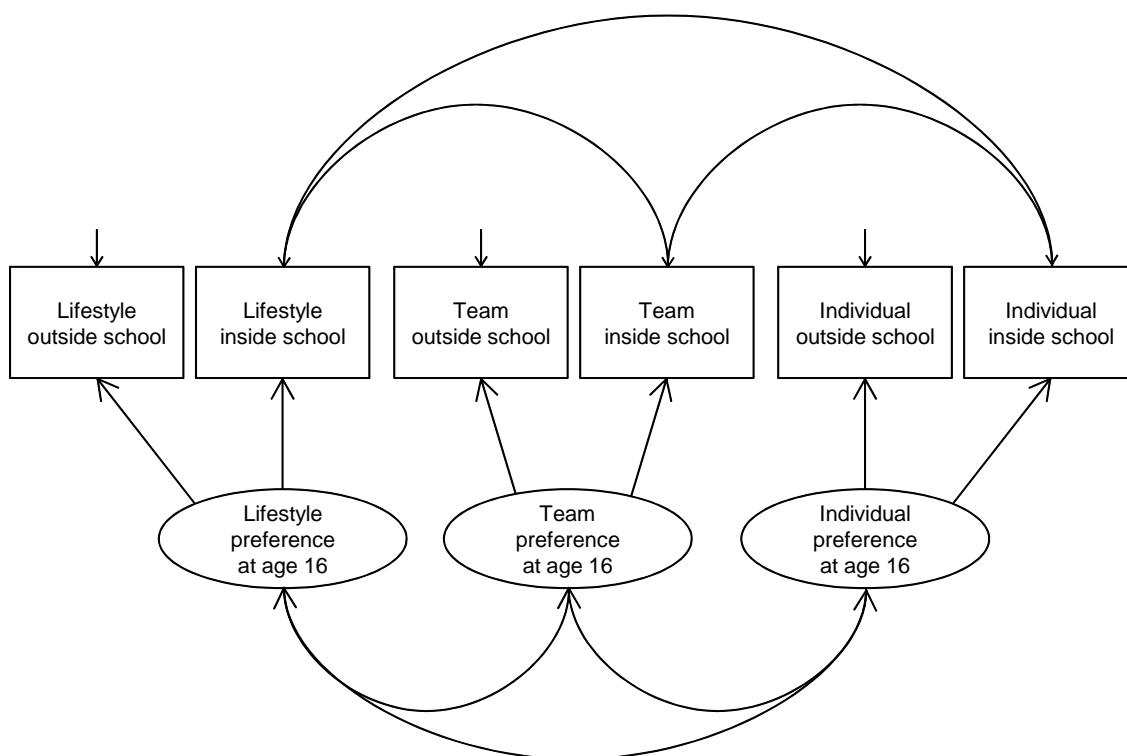 Lifestyle
outside school
Lifestyle
inside school
Team
outside school
Team
inside school
Individual
outside school
Individual
inside school
Lifestyle
preference
at age 16
Team
preference
at age 16
Individual
preference
at age 16